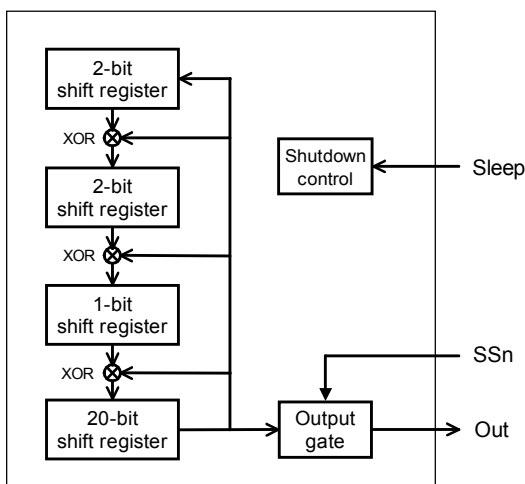 2-bit
shift register
XOR
2-bit
shift register
XOR
1-bit
shift register
XOR
20-bit
shift register
Shutdown
control
Sleep
SSn
Output
gate
Out